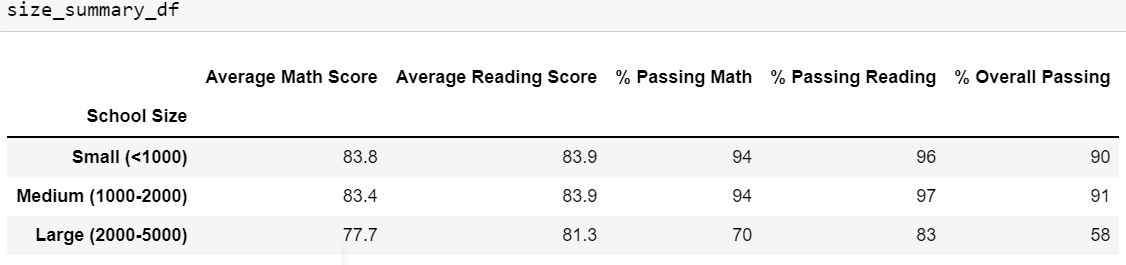 size_summary_df
Average Math Score Average Reading Score % Passing Math % Passing Reading % Overall Passing
School Size
Small (<1000) 83.8 83.9 94 96 90
Medium (1000-2000) 83.4 83.9 94 97 91
Large (2000-5000) 77.7 81.3 70 83 58